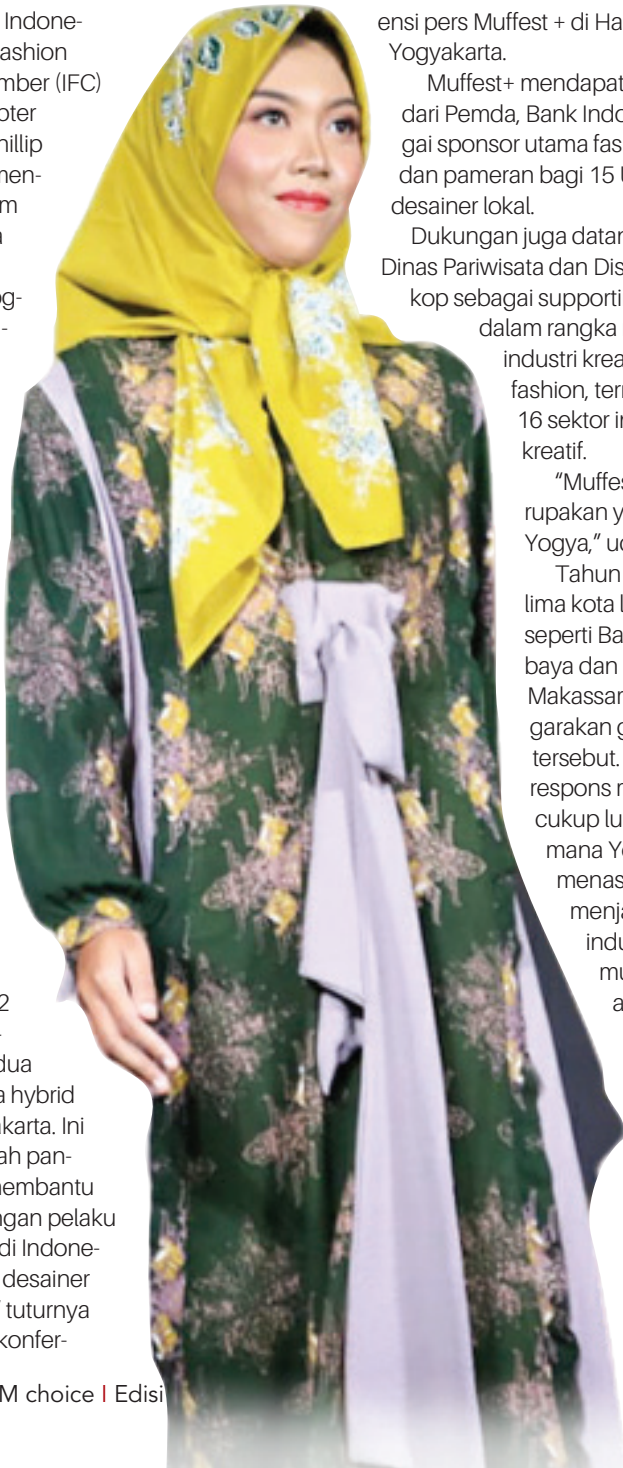 Indone-
ashion
mber (IFC)
oter
hillip
men-
m
a
og-
-
2
-
dua
a hybrid
akarta. Ini
ah pan-
membantu
ngan pelaku
di Indone-
desainer
tuturnya
konfer-
ensi pers Muffest + di Ha
Yogyakarta.
Muffest+ mendapat
dari Pemda, Bank Indo
gai sponsor utama fas
dan pameran bagi 15 U
desainer lokal.
Dukungan juga datan
Dinas Pariwisata dan Dis
kop sebagai supporti
dalam rangka
industri krea
fashion, terr
16 sektor in
kreatif.
"Muffes
rupakan y
Yogya," uc
Tahun
lima kota l
seperti Ba
baya dan
Makassar
garakan g
tersebut.
respons n
cukup lu
mana Yo
menas
menja
indu
mu
a
M choice | Edisi